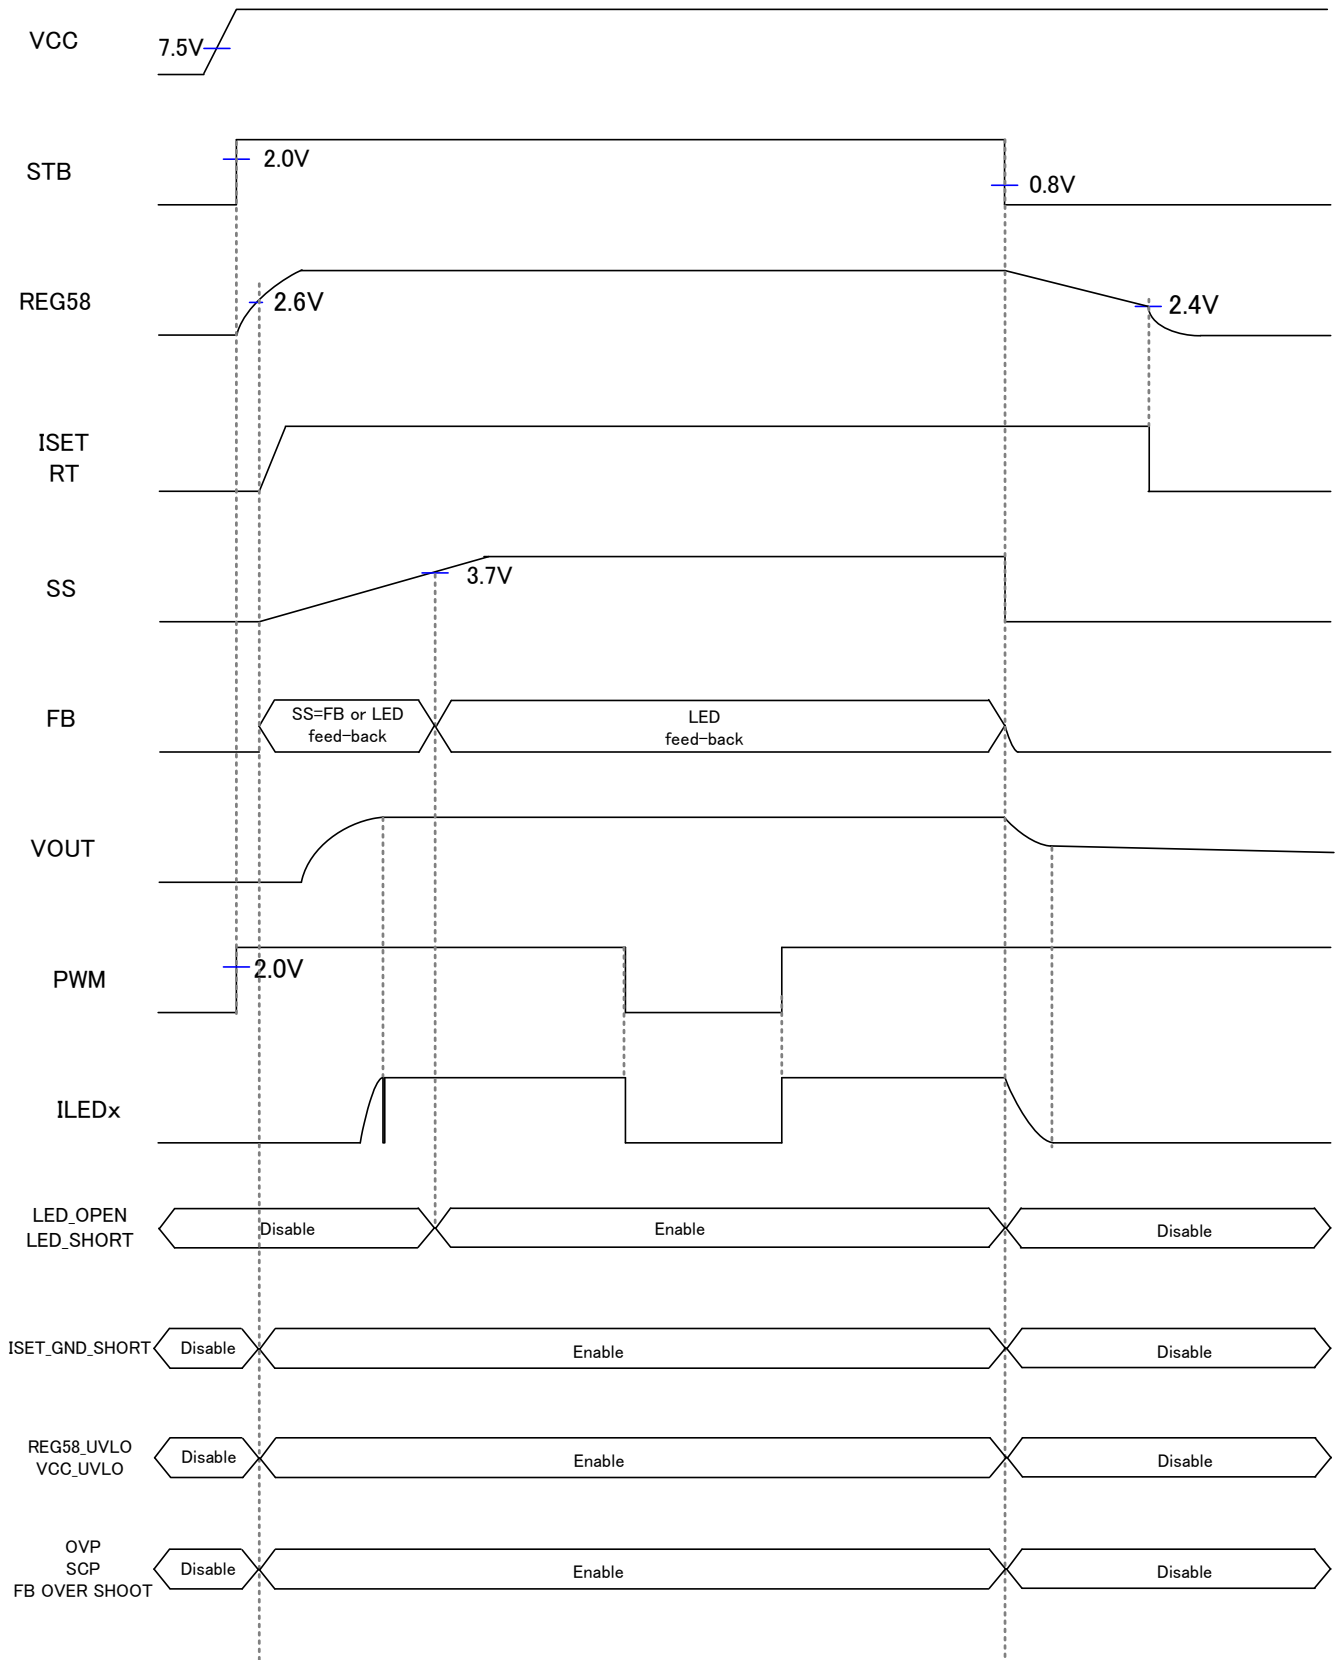 VCC
7.5V
STB
2.0V
0.8V
REG58
2.6V
2.4V
ISET
RT
SS
3.7V
FB
SS=FB or LED
feed-back
LED
feed-back
VOUT
PWM
2.0V
ILEDx
LED_OPEN
LED_SHORT
Disable
Enable
Disable
ISET_GND_SHORT
Disable
Enable
Disable
REG58_UVLO
VCC_UVLO
Disable
Enable
Disable
OVP
SCP
FB OVER SHOOT
Disable
Enable
Disable